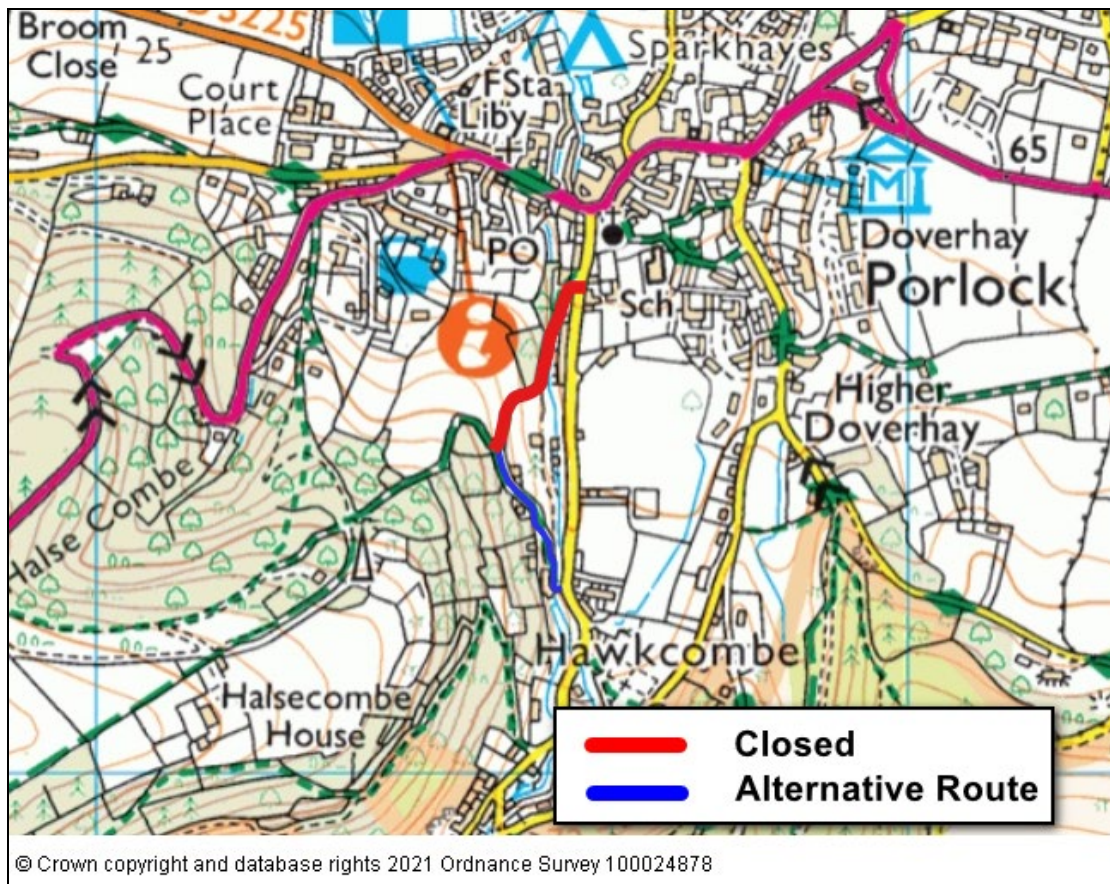 Broom
Close
25
B 3225
Court
Place
FSta
Liby
Sparkhayes
65
M
Doverhay
Porlock
PO
Sch
i
Higher
Doverhay
Halse Combe
Hawkcombe
Halsecombe
House
Closed
Alternative Route
© Crown copyright and database rights 2021 Ordnance Survey 100024878